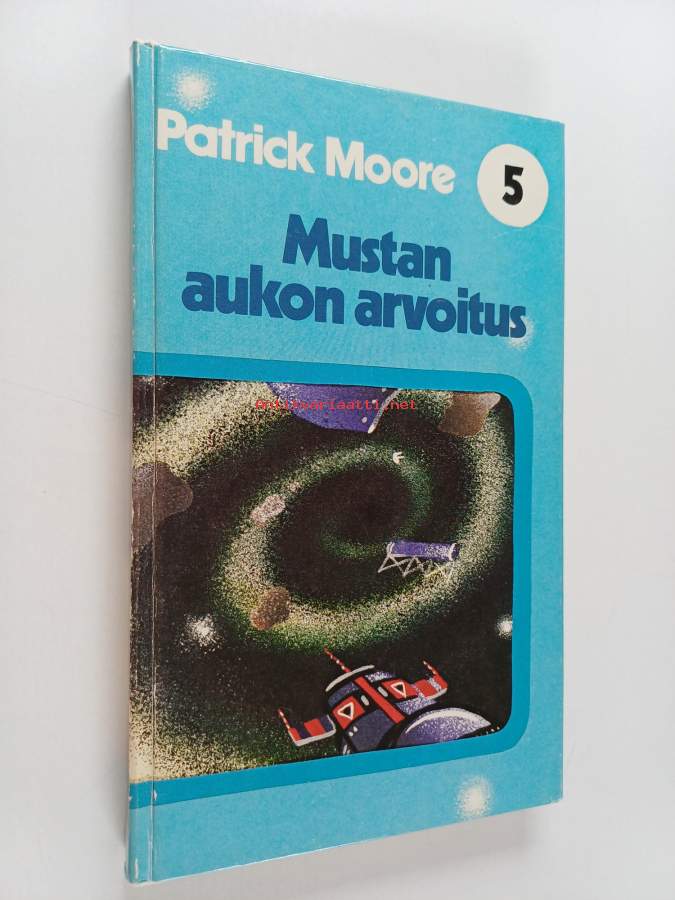 Patrick Moore
5
Mustan
aukon arvoitus
Antikvariaatti.net